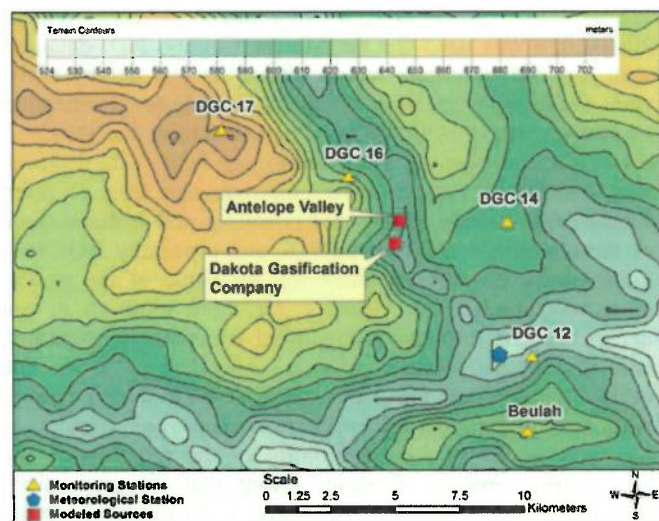 Terrain Contours meters
524 530 540 550 560 570 580 590 600 610 620 630 640 650 660 670 680 690 702
DGC 17
DGC 16
Antelope Valley
DGC 14
Dakota Gasification
Company
DGC 12
Beulah
Monitoring Stations
Meteorological Station
Modeled Sources
Scale
0 1.25 2.5 5 7.5 10
Kilometers
N
W E
S